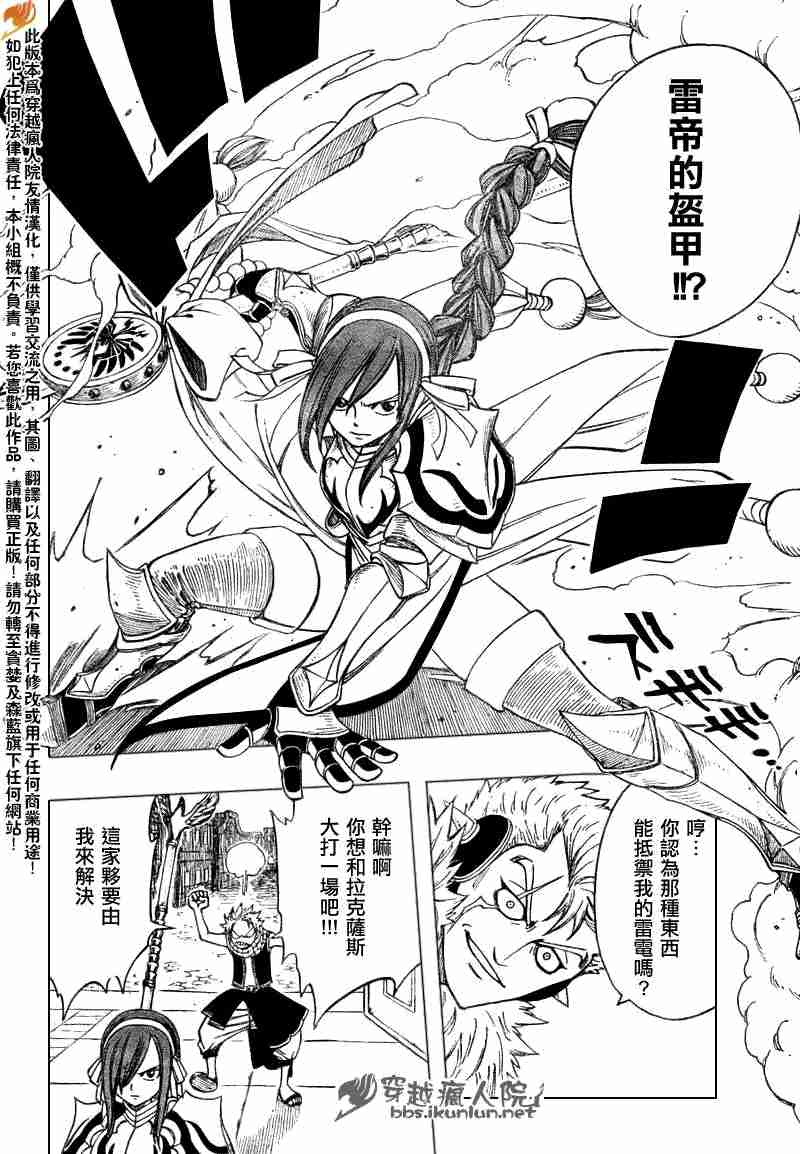 雷帝的盔甲!!?
哼…
你認為那種東西
能抵禦我的雷電嗎？
幹嘛啊
你想和拉克薩斯
大打一場吧!!!
這家夥要由
我來解決
此版本爲穿越瘋人院友情漢化，僅供學習交流之用，其圖、翻譯以及任何部分不得進行修改或用于任何商業用途！
如犯上任何法律責任，本小組概不負責。若您喜歡此作品，請購買正版！請勿轉至貪婪及森藍旗下任何網站！
穿越瘋人院
bbs.ikunlun.net